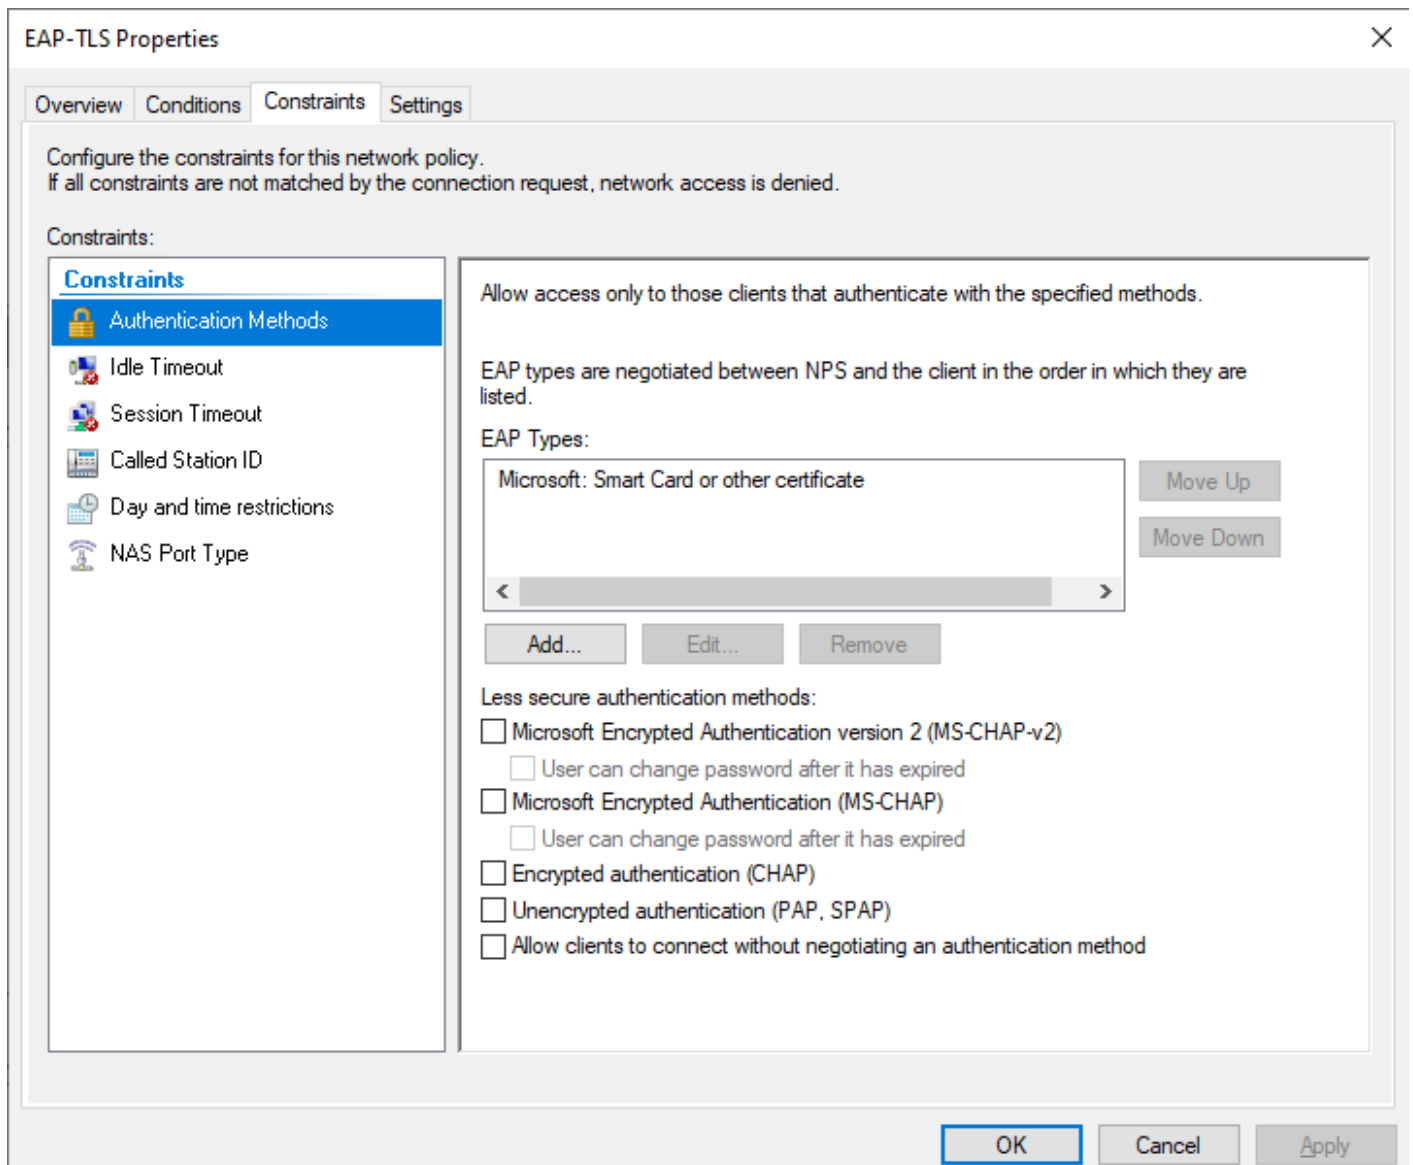 EAP-TLS Properties
Overview
Conditions
Constraints
Settings
Configure the constraints for this network policy.
If all constraints are not matched by the connection request, network access is denied.
Constraints:
Constraints
Authentication Methods
Idle Timeout
Session Timeout
Called Station ID
Day and time restrictions
NAS Port Type
Allow access only to those clients that authenticate with the specified methods.
EAP types are negotiated between NPS and the client in the order in which they are
listed.
EAP Types:
Microsoft: Smart Card or other certificate
Move Up
Move Down
Add...
Edit...
Remove
Less secure authentication methods:
Microsoft Encrypted Authentication version 2 (MS-CHAP-v2)
User can change password after it has expired
Microsoft Encrypted Authentication (MS-CHAP)
User can change password after it has expired
Encrypted authentication (CHAP)
Unencrypted authentication (PAP, SPAP)
Allow clients to connect without negotiating an authentication method
OK
Cancel
Apply